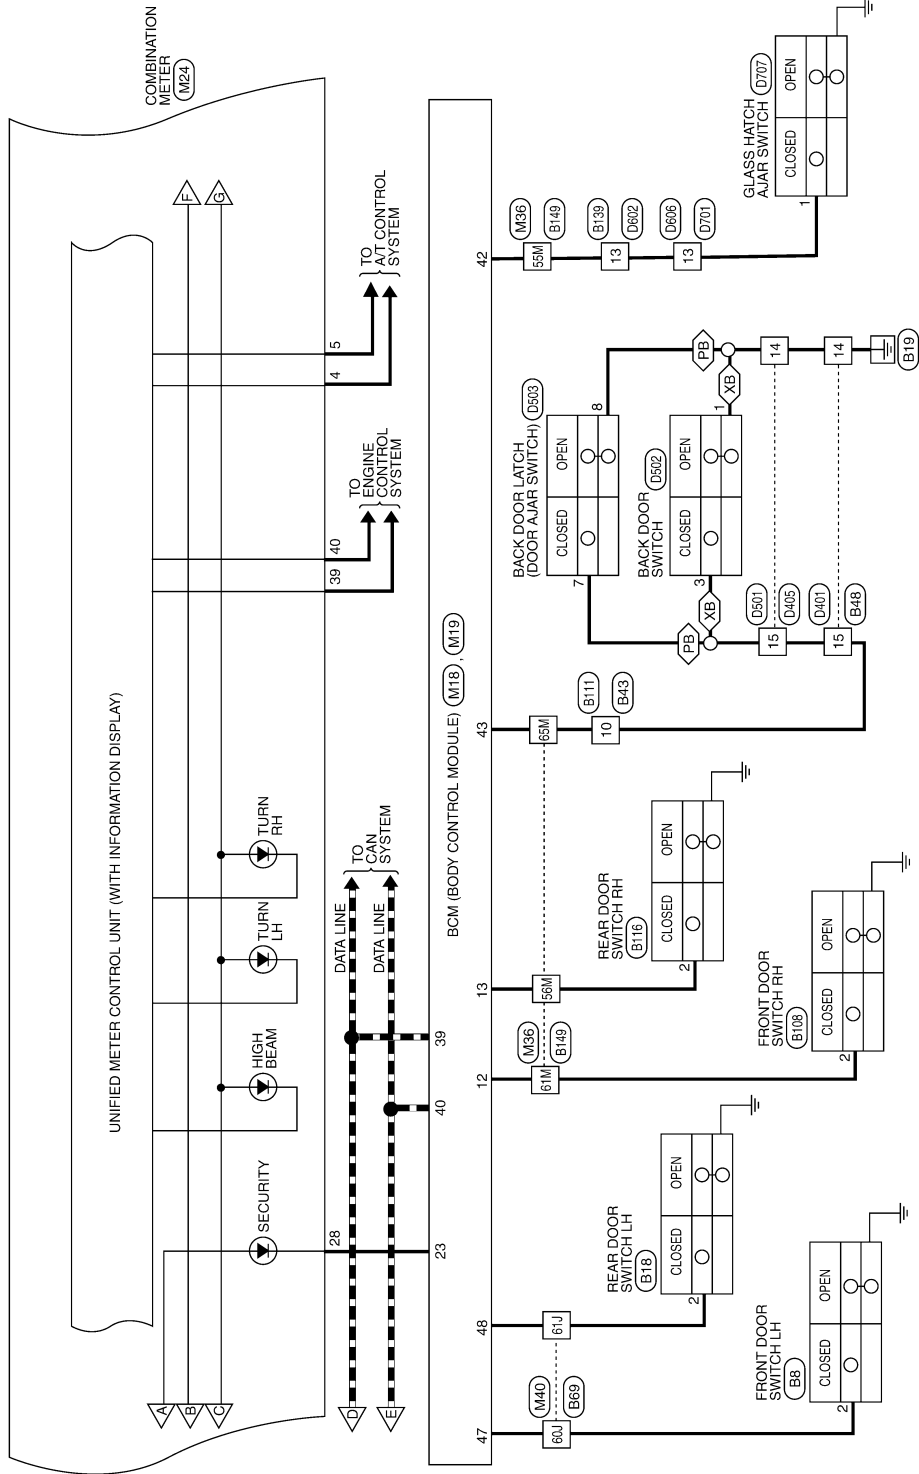 COMBINATION
METER
M24
UNIFIED METER CONTROL UNIT (WITH INFORMATION DISPLAY)
A
B
C
F
G
SECURITY
HIGH
BEAM
TURN
LH
TURN
RH
28
39
40
4
5
TO
ENGINE
CONTROL
SYSTEM
TO
A/T CONTROL
SYSTEM
D
E
DATA LINE
DATA LINE
TO
CAN
SYSTEM
23
40
39
BCM (BODY CONTROL MODULE) M18 , M19
47
48
12
13
43
42
60J
M40
B69
61J
61M
M36
B149
56M
65M
B111
B43
10
55M
M36
B149
13
B139
D602
13
D606
D701
FRONT DOOR
SWITCH LH
B8
CLOSED
OPEN
2
REAR DOOR
SWITCH LH
B18
CLOSED
OPEN
2
FRONT DOOR
SWITCH RH
B108
CLOSED
OPEN
2
REAR DOOR
SWITCH RH
B116
CLOSED
OPEN
2
BACK DOOR LATCH
(DOOR AJAR SWITCH) D503
CLOSED
OPEN
7
8
BACK DOOR
SWITCH
D502
CLOSED
OPEN
3
1
PB
XB
PB
XB
15
D501
D405
15
D401
B48
14
14
B19
GLASS HATCH
AJAR SWITCH
D707
CLOSED
OPEN
1